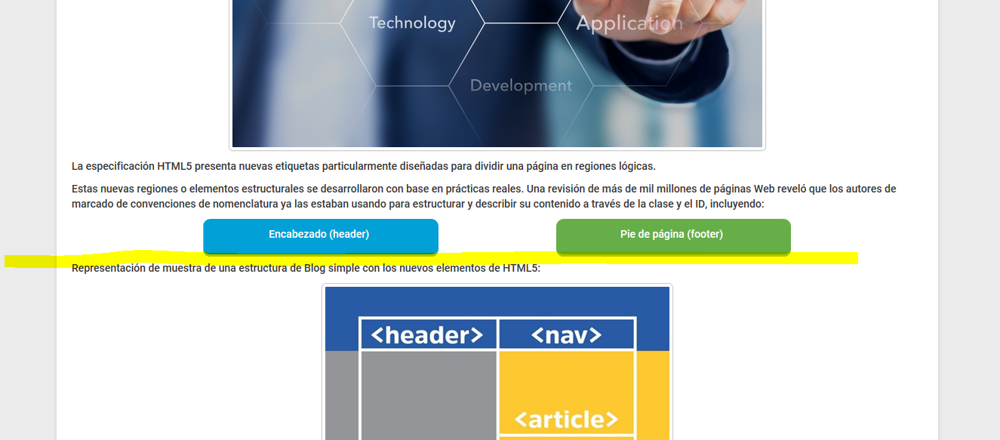 Technology
Application
Development
La especificación HTML5 presenta nuevas etiquetas particularmente diseñadas para dividir una página en regiones lógicas.
Estas nuevas regiones o elementos estructurales se desarrollaron con base en prácticas reales. Una revisión de más de mil millones de páginas Web reveló que los autores de
marcado de convenciones de nomenclatura ya las estaban usando para estructurar y describir su contenido a través de la clase y el ID, incluyendo:
Encabezado (header)
Pie de página (footer)
Representación de muestra de una estructura de Blog simple con los nuevos elementos de HTML5:
<header>
<nav>
<article>